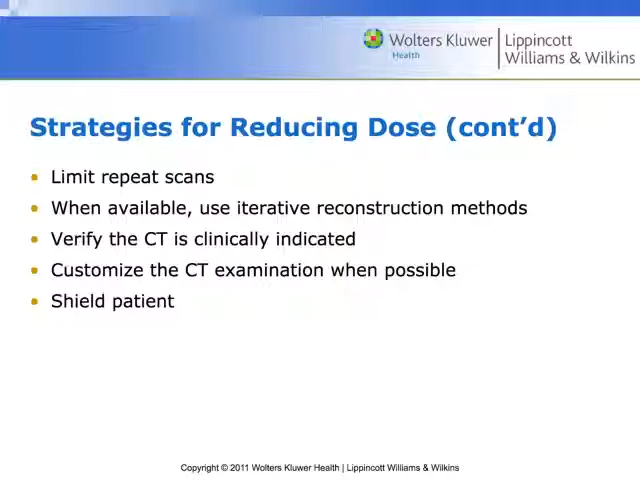 Wolters Kluwer
Health
Lippincott
Williams & Wilkins
Strategies for Reducing Dose (cont’d)
• Limit repeat scans
• When available, use iterative reconstruction methods
• Verify the CT is clinically indicated
• Customize the CT examination when possible
• Shield patient
Copyright © 2011 Wolters Kluwer Health | Lippincott Williams & Wilkins